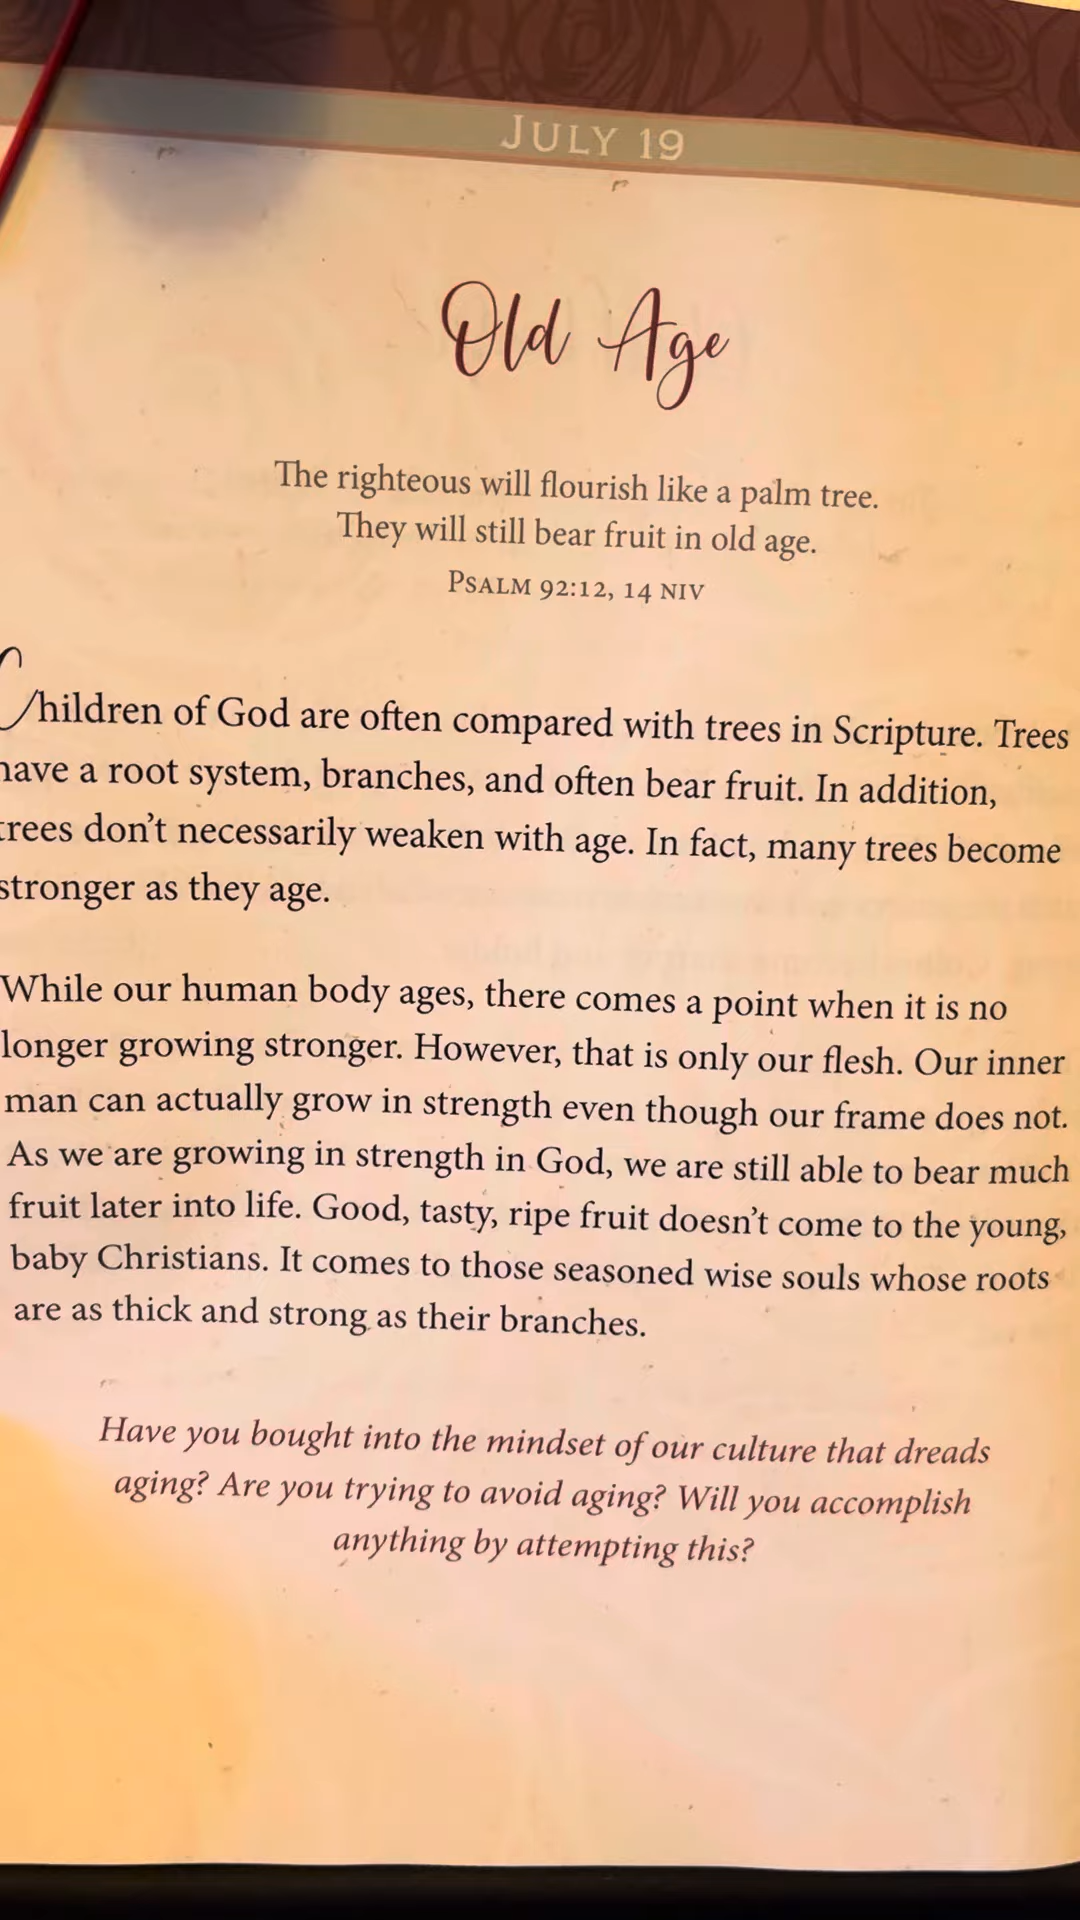 JULY 19
Old Age
The righteous will flourish like a palm tree.
They will still bear fruit in old age.
PSALM 92:12, 14 NIV
Children of God are often compared with trees in Scripture. Trees
have a root system, branches, and often bear fruit. In addition,
trees don't necessarily weaken with age. In fact, many trees become
stronger as they age.
While our human body ages, there comes a point when it is no
longer growing stronger. However, that is only our flesh. Our inner
man can actually grow in strength even though our frame does not.
As we are growing in strength in God, we are still able to bear much
fruit later into life. Good, tasty, ripe fruit doesn't come to the young,
baby Christians. It comes to those seasoned wise souls whose roots
are as thick and strong as their branches.
Have you bought into the mindset of our culture that dreads
aging? Are you trying to avoid aging? Will you accomplish
anything by attempting this?